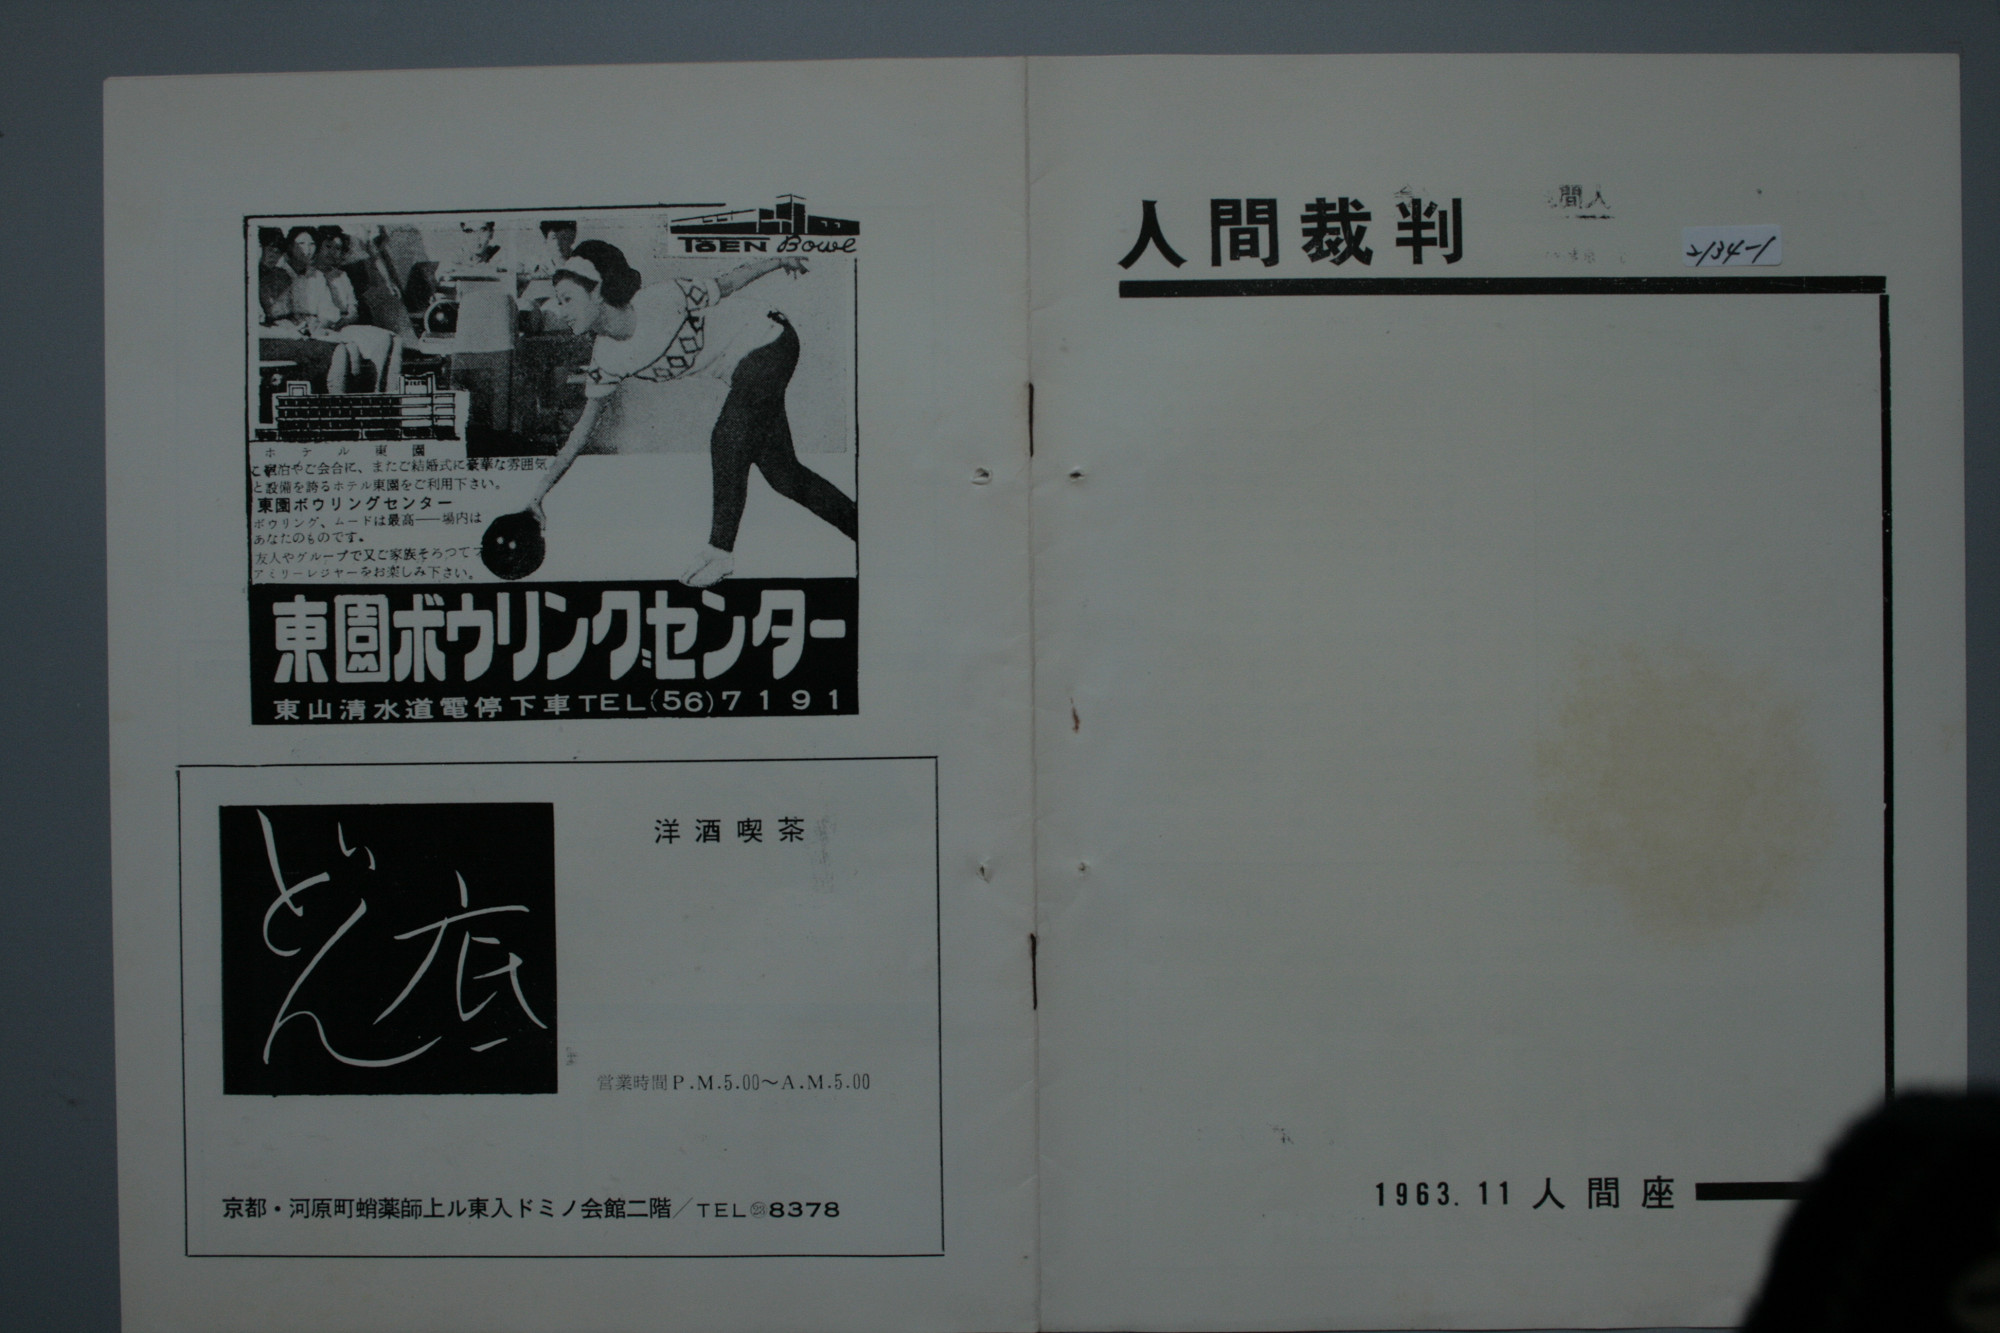 TōEN Bowl
ホテル東園
ご宿泊やご会合に、またご結婚式に豪華な雰囲気
と設備を誇るホテル東園をご利用下さい。
東園ボウリングセンター
ボウリング、ムードは最高──場内は
あなたのものです。
友人やグループで又ご家族そろつてフ
アミリーレジャーをお楽しみ下さい。
東園ボウリングセンター
東山清水道電停下車TEL(56)7191
どん底
洋酒喫茶
営業時間P.M.5.00～A.M.5.00
京都・河原町蛸薬師上ル東入ドミノ会館二階／TEL 8378
人間裁判
2134-1
1963.11 人間座